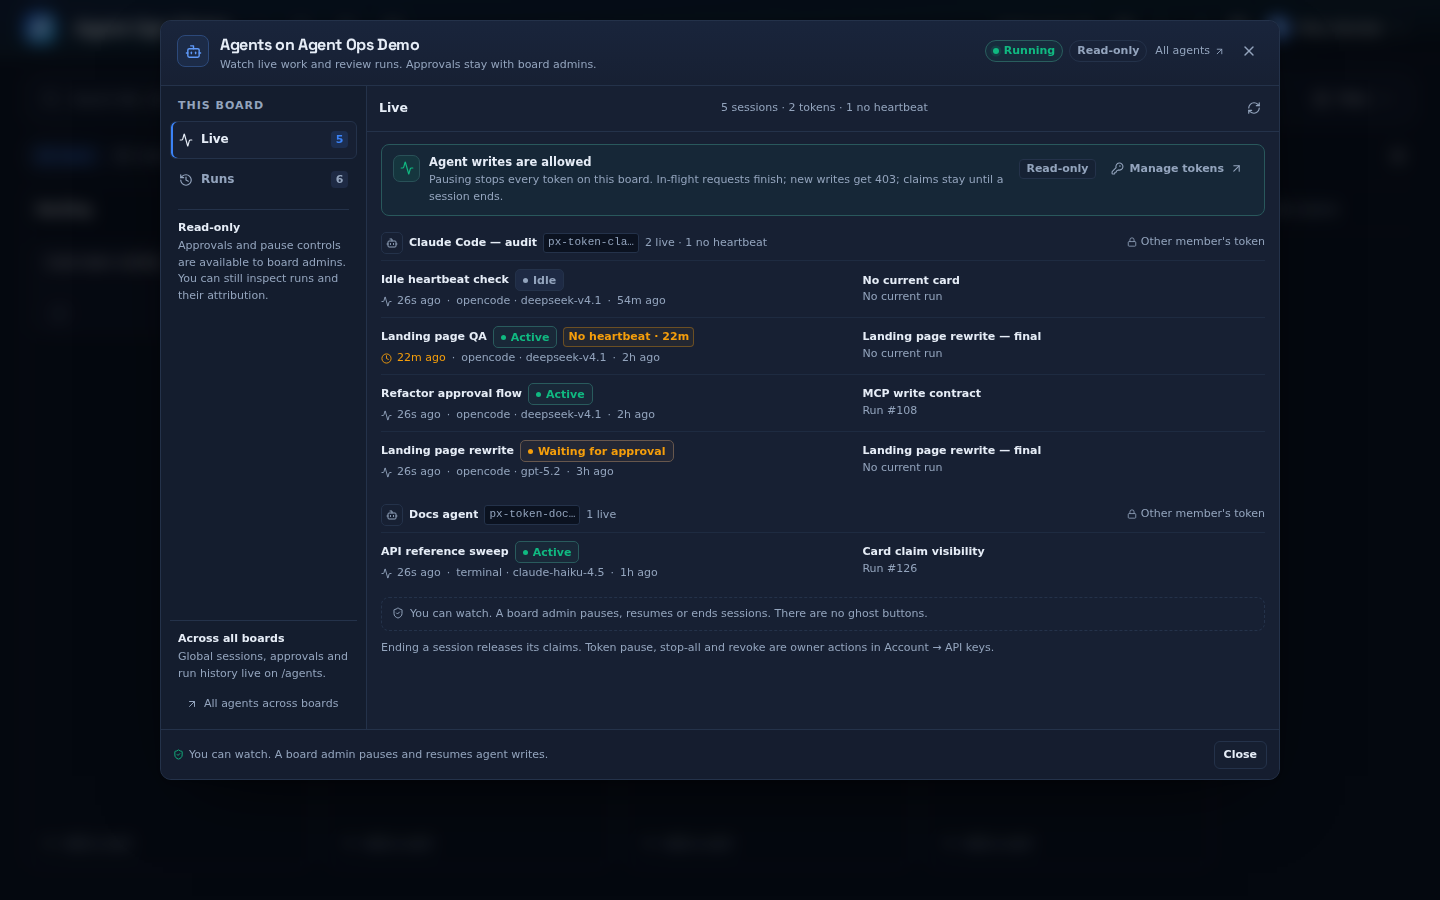 Agents on Agent Ops Demo
Watch live work and review runs. Approvals stay with board admins.
Running
Read-only
All agents
THIS BOARD
Live
5
Runs
6
Read-only
Approvals and pause controls
are available to board admins.
You can still inspect runs and
their attribution.
Across all boards
Global sessions, approvals and
run history live on /agents.
All agents across boards
Live
5 sessions · 2 tokens · 1 no heartbeat
Agent writes are allowed
Pausing stops every token on this board. In-flight requests finish; new writes get 403; claims stay until a
session ends.
Read-only
Manage tokens
Claude Code — audit px-token-cla… 2 live · 1 no heartbeat
Other member's token
Idle heartbeat check Idle
26s ago · opencode · deepseek-v4.1 · 54m ago
No current card
No current run
Landing page QA Active No heartbeat · 22m
22m ago · opencode · deepseek-v4.1 · 2h ago
Landing page rewrite — final
No current run
Refactor approval flow Active
26s ago · opencode · deepseek-v4.1 · 2h ago
MCP write contract
Run #108
Landing page rewrite Waiting for approval
26s ago · opencode · gpt-5.2 · 3h ago
Landing page rewrite — final
No current run
Docs agent px-token-doc… 1 live
Other member's token
API reference sweep Active
26s ago · terminal · claude-haiku-4.5 · 1h ago
Card claim visibility
Run #126
You can watch. A board admin pauses, resumes or ends sessions. There are no ghost buttons.
Ending a session releases its claims. Token pause, stop-all and revoke are owner actions in Account → API keys.
You can watch. A board admin pauses and resumes agent writes.
Close